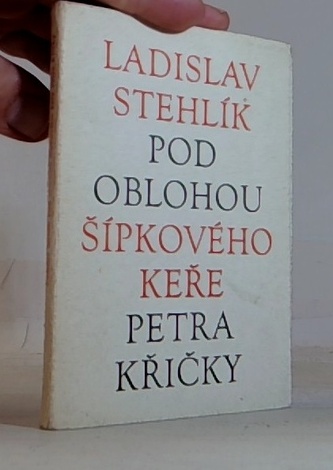 LADISLAV
STEHLÍK
POD
OBLOHOU
ŠÍPKOVÉHO
KEŘE
PETRA
KŘIČKY